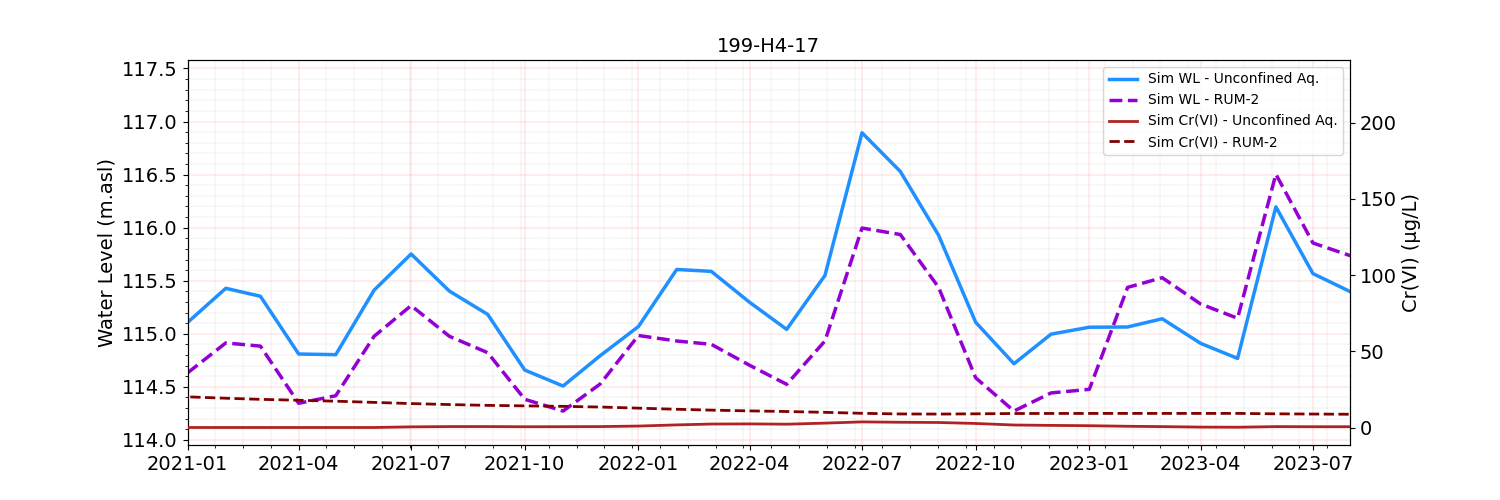 199-H4-17
117.5
117.0
116.5
116.0
115.5
115.0
114.5
114.0
Water Level (m.asl)
Sim WL - Unconfined Aq.
Sim WL - RUM-2
Sim Cr(VI) - Unconfined Aq.
Sim Cr(VI) - RUM-2
200
150
100
50
0
Cr(VI) (μg/L)
2021-01 2021-04 2021-07 2021-10 2022-01 2022-04 2022-07 2022-10 2023-01 2023-04 2023-07